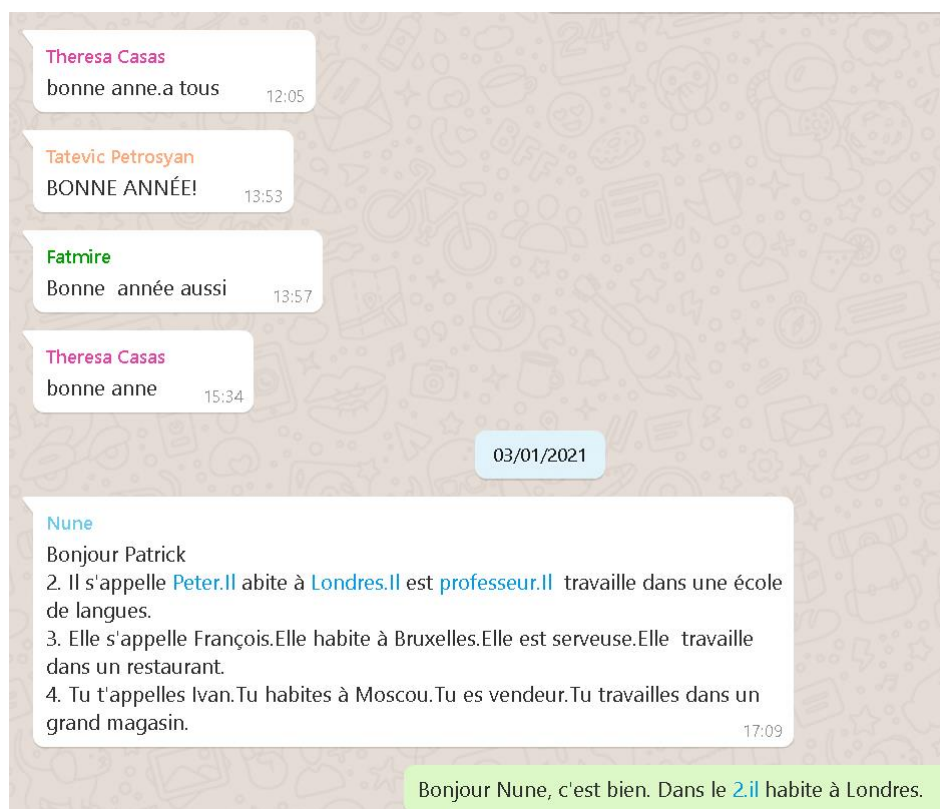 Theresa Casas
bonne anne.a tous 12:05
Tatevic Petrosyan
BONNE ANNÉE! 13:53
Fatmire
Bonne année aussi 13:57
Theresa Casas
bonne anne 15:34
03/01/2021
Nune
Bonjour Patrick
2. Il s'appelle Peter.Il abite à Londres.Il est professeur.Il travaille dans une école
de langues.
3. Elle s'appelle François.Elle habite à Bruxelles.Elle est serveuse.Elle travaille
dans un restaurant.
4. Tu t'appelles Ivan.Tu habites à Moscou.Tu es vendeur.Tu travailles dans un
grand magasin. 17:09
Bonjour Nune, c'est bien. Dans le 2.il habite à Londres.